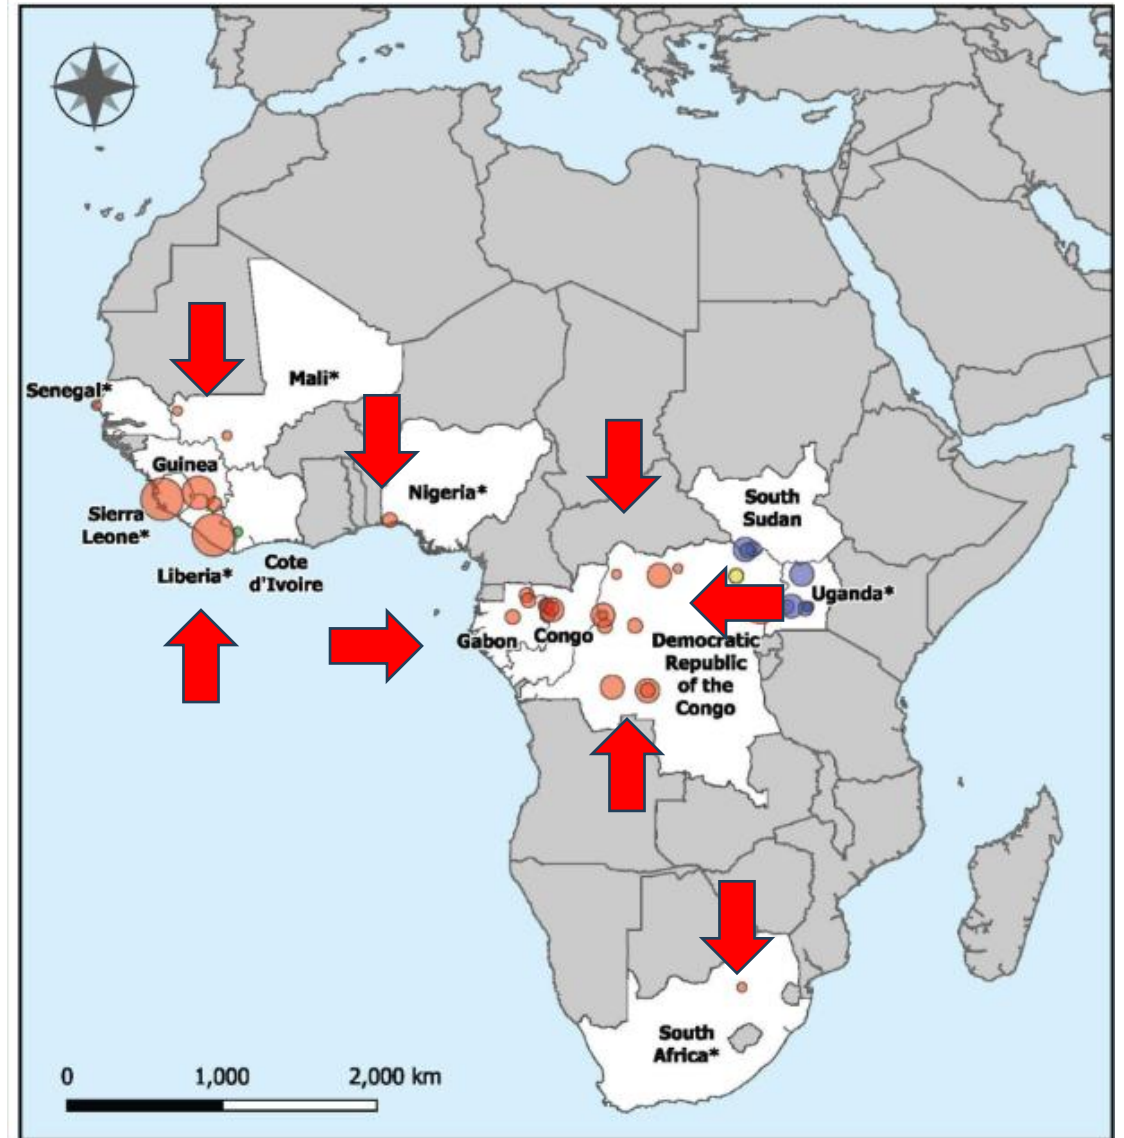 Senegal*
Mali*
Guinea
Nigeria*
South
Sudan
Sierra
Leone*
Cote
d'Ivoire
Liberia*
Uganda*
Gabon
Congo
Democratic
Republic
of the
Congo
South
Africa*
0 1,000 2,000 km